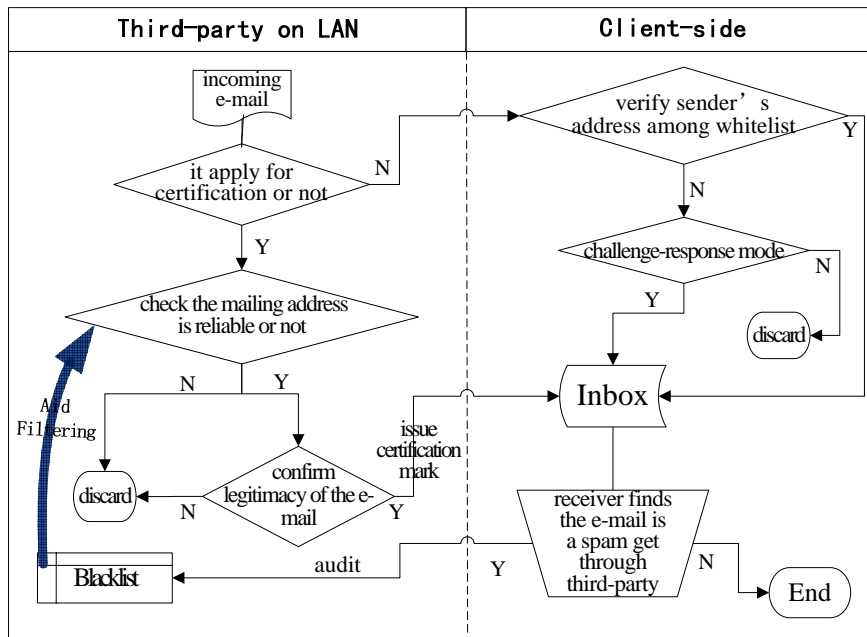 Third-party on LAN
Client-side
incoming
e-mail
verify sender’s
address among whitelist
Y
N
it apply for
certification or not
N
Y
challenge-response mode
N
Y
check the mailing address
is reliable or not
discard
N
Y
Aid
Filtering
Inbox
issue
certification
mark
confirm
legitimacy of the e-
mail
discard
N
Y
receiver finds
the e-mail is
a spam get
through
third-party
audit
Y
N
Blacklist
End